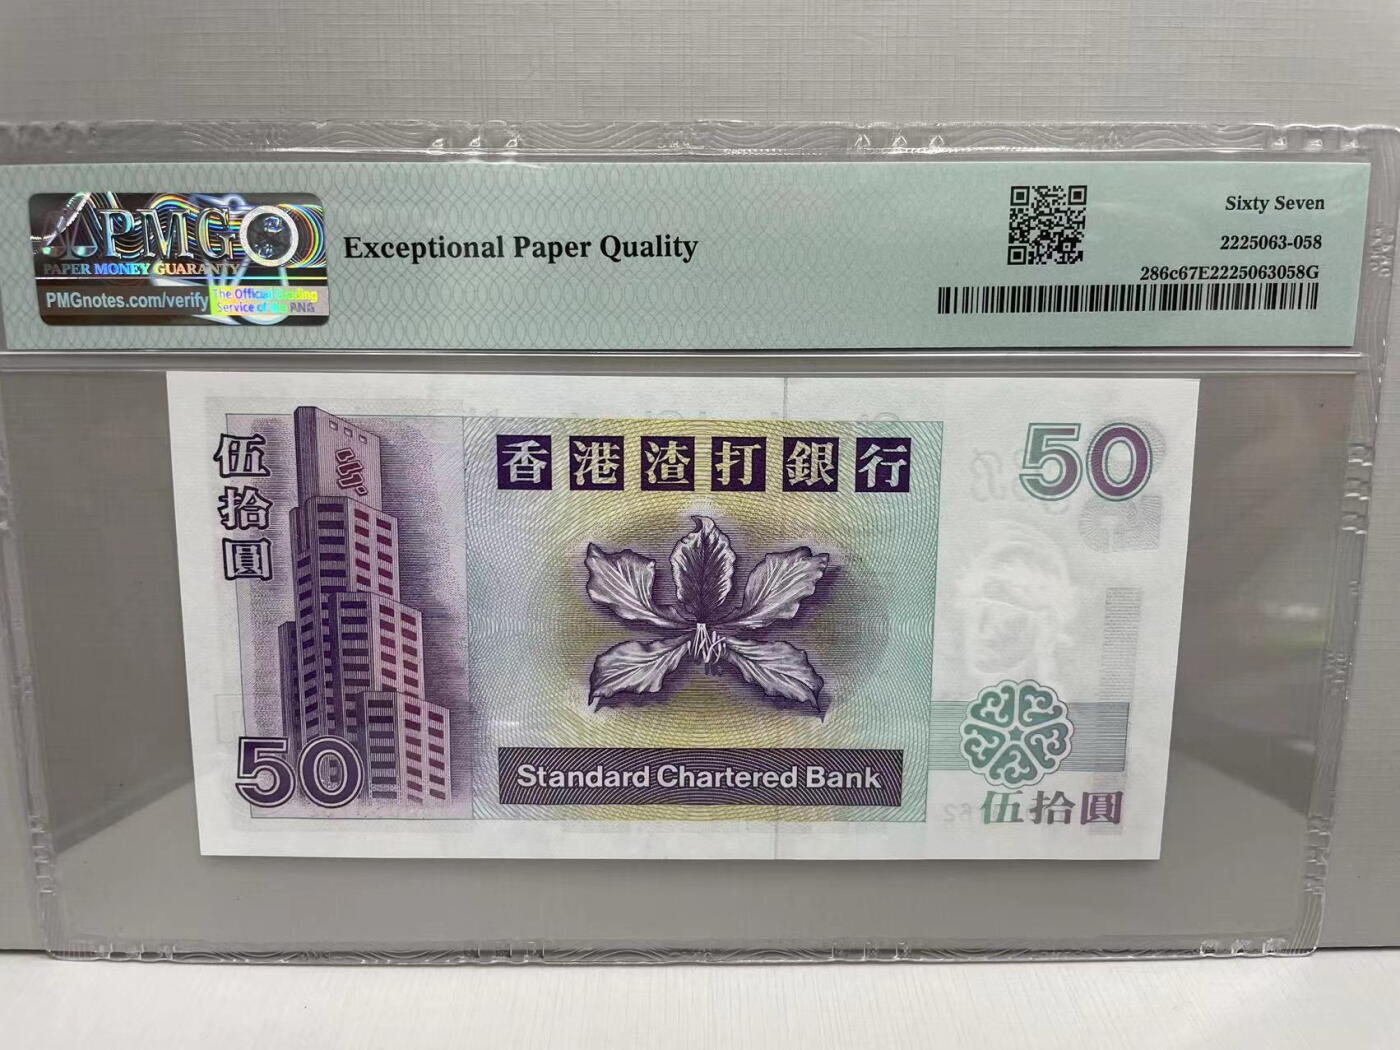 PMG
PAPER MONEY GUARANTY
PMGnotes.com/verify
The Official Grading
Service of the PNG
Exceptional Paper Quality
Sixty Seven
2225063-058
286c67E2225063058G
伍拾圓
香港渣打銀行
50
50
Standard Chartered Bank
伍拾圓